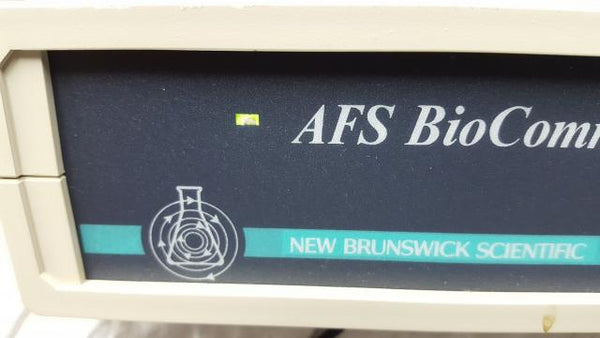 AFS BioComm
NEW BRUNSWICK SCIENTIFIC